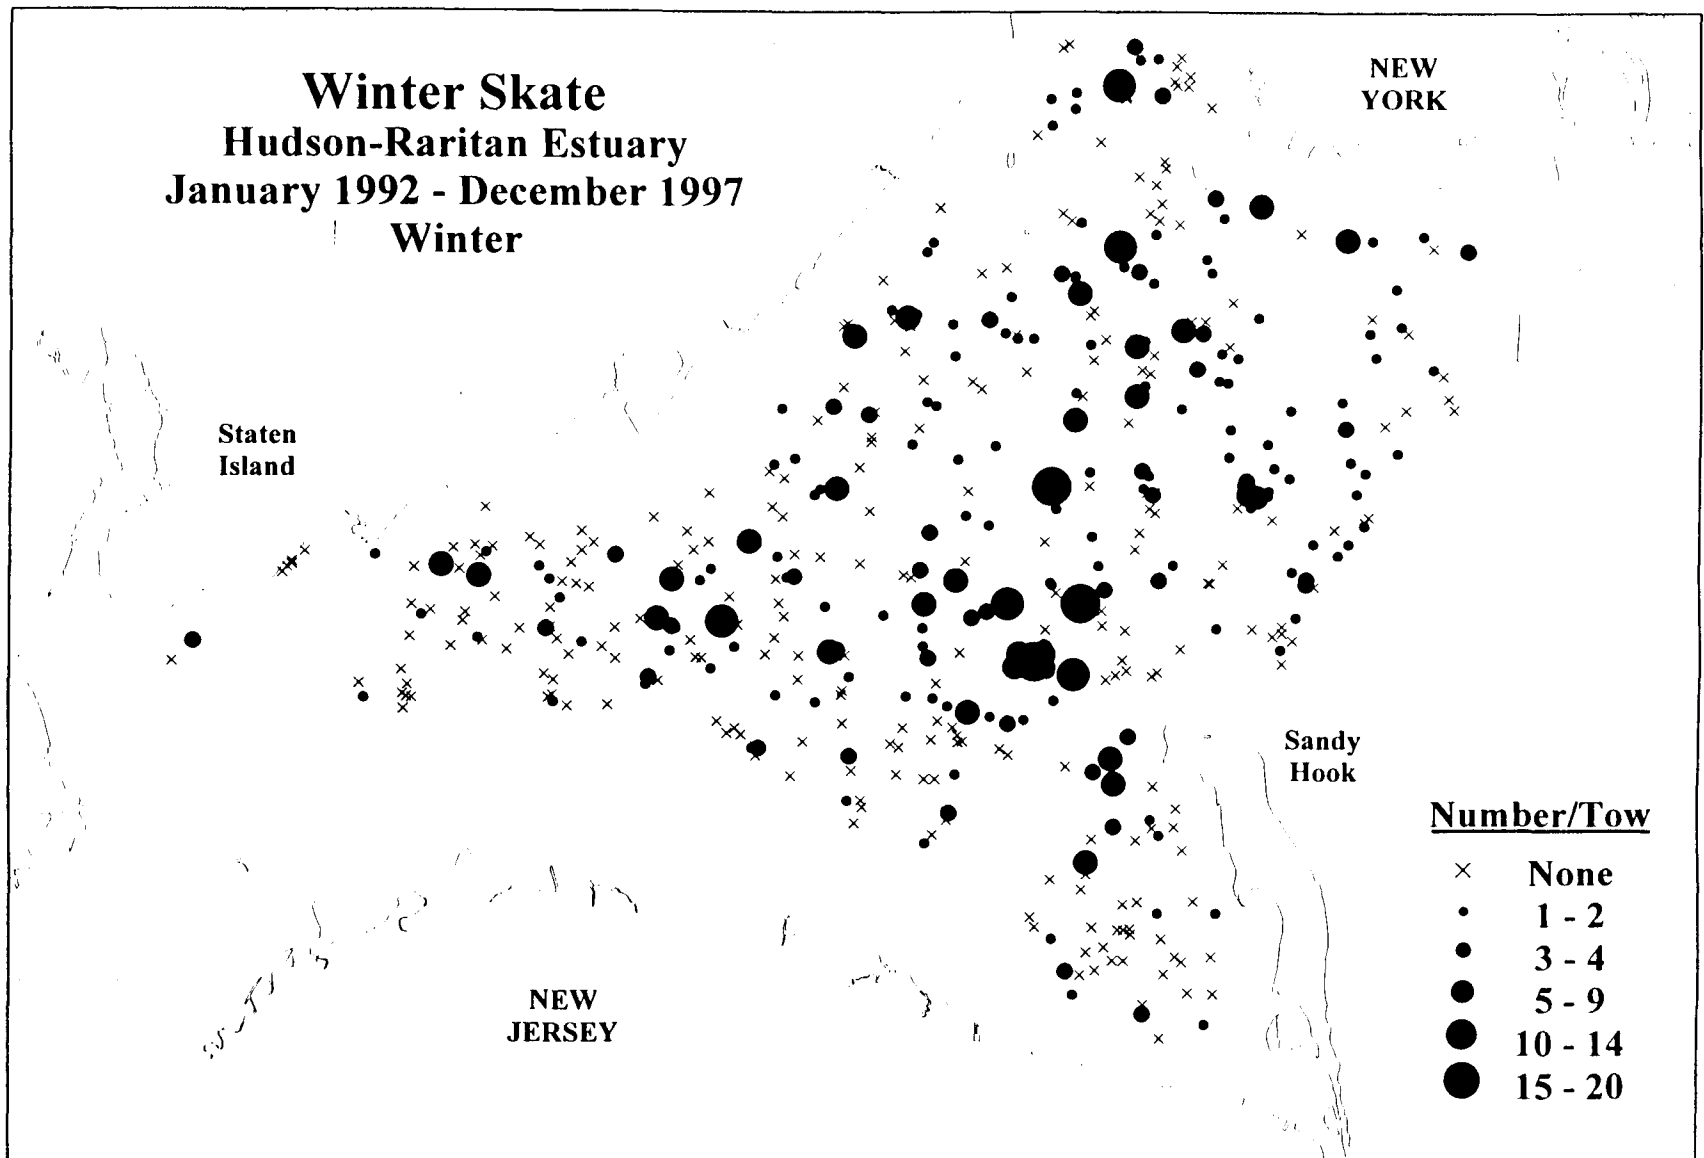 Winter Skate
Hudson-Raritan Estuary
January 1992 - December 1997
Winter
NEW
YORK
Staten
Island
Sandy
Hook
NEW
JERSEY
Number/Tow
None
1 - 2
3 - 4
5 - 9
10 - 14
15 - 20